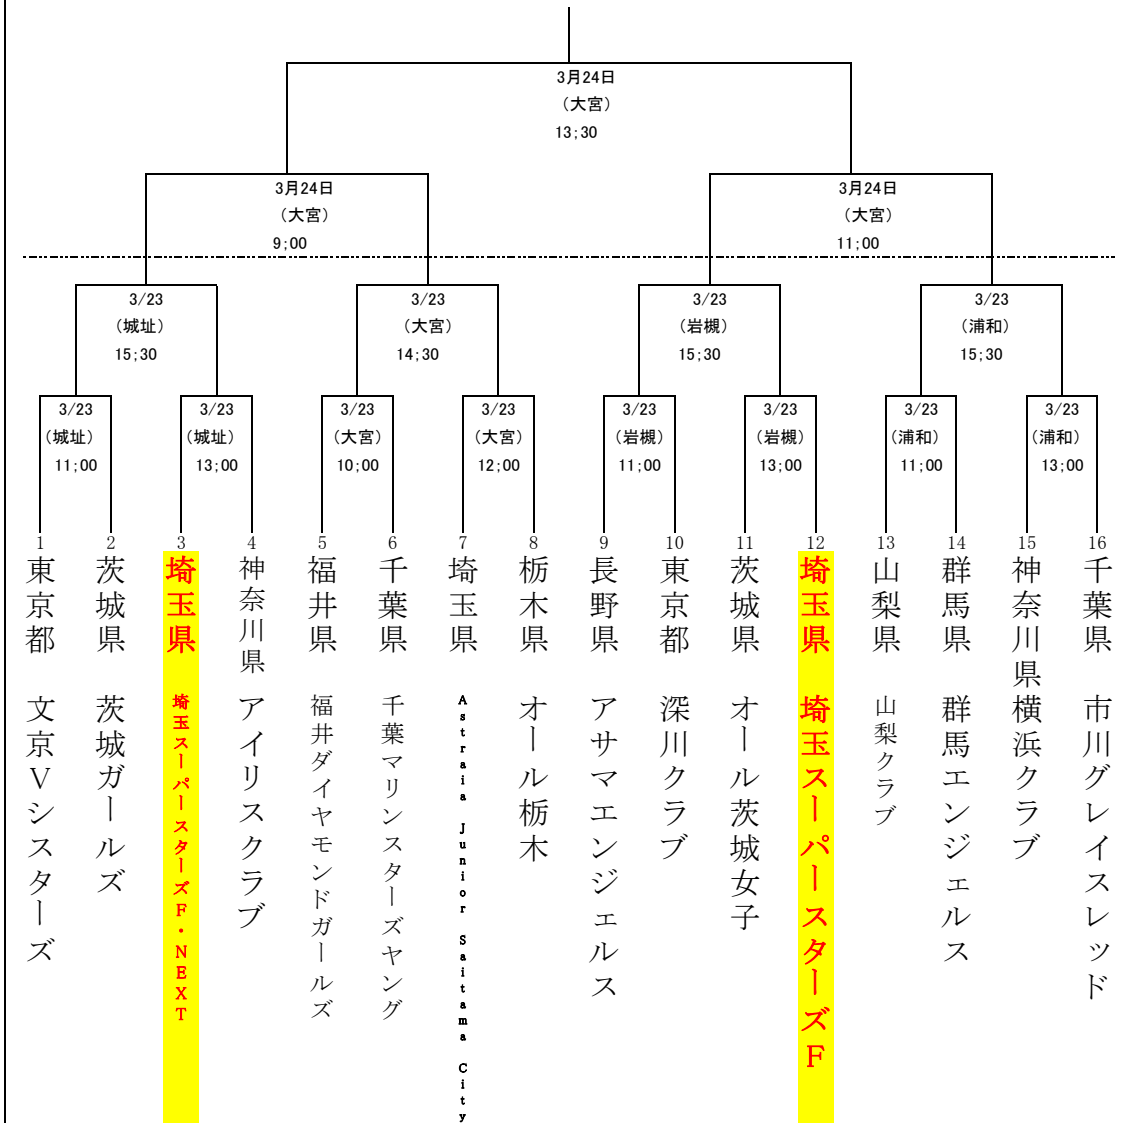 3月24日
（大宮）
13;30
3月24日
（大宮）
9;00
3月24日
（大宮）
11;00
3/23
（城址）
15;30
3/23
（大宮）
14;30
3/23
（岩槻）
15;30
3/23
（浦和）
15;30
3/23
（城址）
11;00
3/23
（城址）
13;00
3/23
（大宮）
10;00
3/23
（大宮）
12;00
3/23
（岩槻）
11;00
3/23
（岩槻）
13;00
3/23
（浦和）
11;00
3/23
（浦和）
13;00
1
東京都 文京Ｖシスターズ
2
茨城県 茨城ガールズ
3
埼玉県 埼玉スーパースターズＦ・ＮＥＸＴ
4
神奈川県 アイリスクラブ
5
福井県 福井ダイヤモンドガールズ
6
千葉県 千葉マリンスターズヤング
7
埼玉県 Astraia Junior Saitama City
8
栃木県 オール栃木
9
長野県 アサマエンジェルス
10
東京都 深川クラブ
11
茨城県 オール茨城女子
12
埼玉県 埼玉スーパースターズＦ
13
山梨県 山梨クラブ
14
群馬県 群馬エンジェルス
15
神奈川県横浜クラブ
16
千葉県 市川グレイスレッド